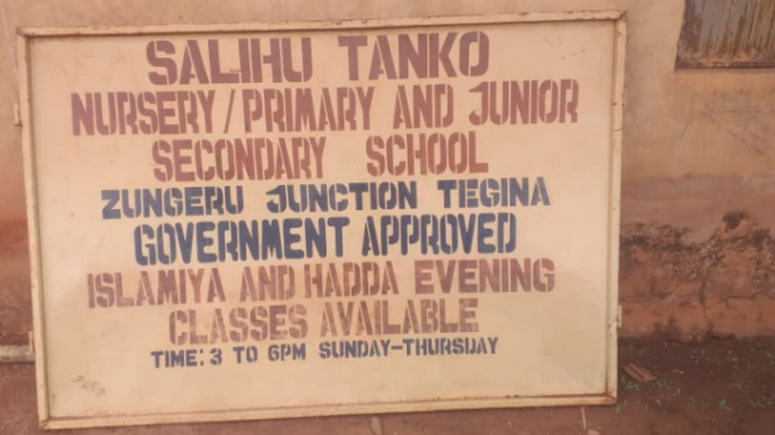 SALIHU TANKO
NURSERY/PRIMARY AND JUNIOR
SECONDARY SCHOOL
ZUNGERU JUNCTION TEGINA
GOVERNMENT APPROVED
ISLAMIYA AND HADDA EVENING
CLASSES AVAILABLE
TIME: 3 TO 6PM SUNDAY-THURSDAY